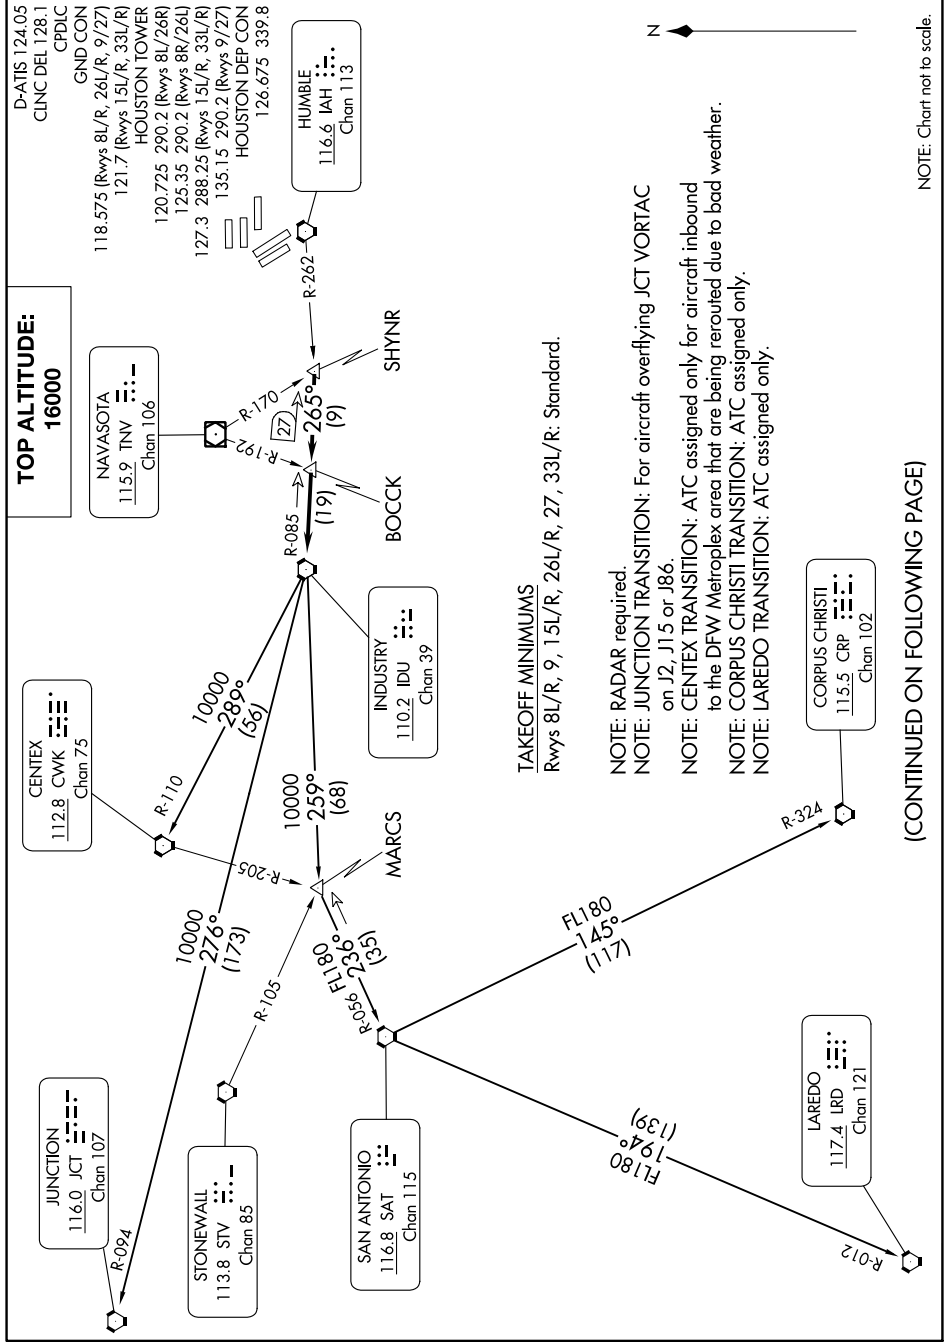 D-ATIS 124.05
CLNC DEL 128.1
CPDLC
GND CON
118.575 (Rwys 8L/R, 26L/R, 9/27)
121.7 (Rwys 15L/R, 33L/R)
HOUSTON TOWER
120.725 290.2 (Rwys 8L/26R)
125.35 290.2 (Rwys 8R/26L)
127.3 288.25 (Rwys 15L/R, 33L/R)
135.15 290.2 (Rwys 9/27)
HOUSTON DEP CON
126.675 339.8
TOP ALTITUDE:
16000
HUMBLE
116.6 IAH
Chan 113
R-262
NAVASOTA
115.9 TNV
Chan 106
R-170
R-192
27
265°
(9)
SHYNR
BOCCK
R-085
(19)
INDUSTRY
110.2 IDU
Chan 39
CENTEX
112.8 CWK
Chan 75
R-110
10000
289°
(56)
R-205
10000
259°
(68)
MARCS
10000
276°
(173)
JUNCTION
116.0 JCT
Chan 107
R-094
STONEWALL
113.8 STV
Chan 85
R-105
FL180
236°
(35)
R-056
SAN ANTONIO
116.8 SAT
Chan 115
FL180
145°
(117)
R-324
CORPUS CHRISTI
115.5 CRP
Chan 102
FL180
194°
(139)
R-012
LAREDO
117.4 LRD
Chan 121
N
TAKEOFF MINIMUMS
Rwys 8L/R, 9, 15L/R, 26L/R, 27, 33L/R: Standard.
NOTE: RADAR required.
NOTE: JUNCTION TRANSITION: For aircraft overflying JCT VORTAC
on J2, J15 or J86.
NOTE: CENTEX TRANSITION: ATC assigned only for aircraft inbound
to the DFW Metroplex area that are being rerouted due to bad weather.
NOTE: CORPUS CHRISTI TRANSITION: ATC assigned only.
NOTE: LAREDO TRANSITION: ATC assigned only.
(CONTINUED ON FOLLOWING PAGE)
NOTE: Chart not to scale.